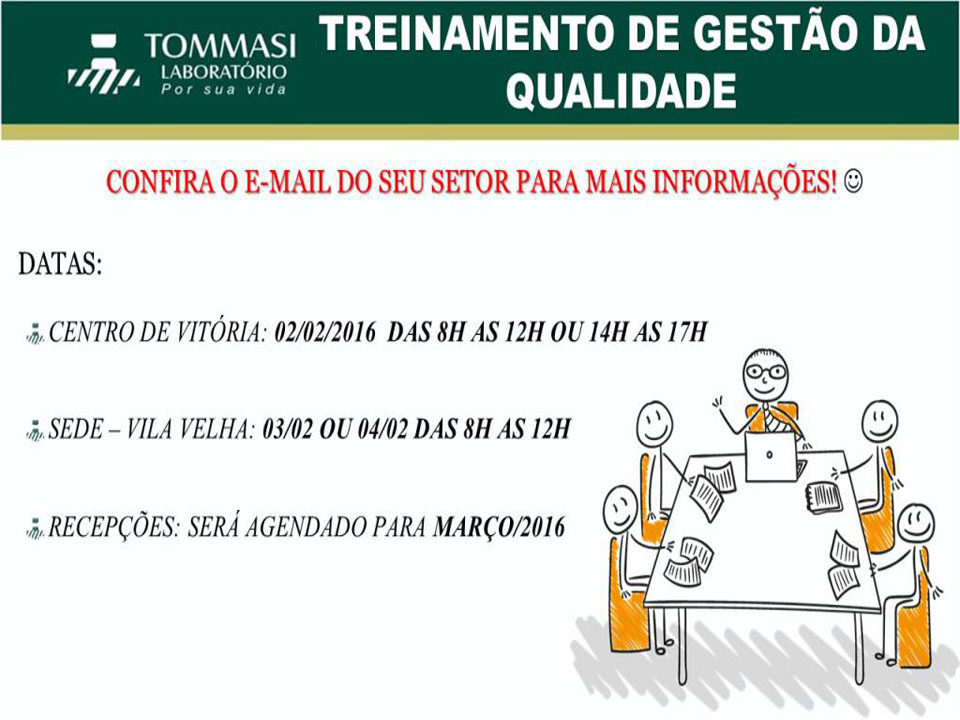 TOMMASI
LABORATÓRIO
Por sua vida
TREINAMENTO DE GESTÃO DA
QUALIDADE
CONFIRA O E-MAIL DO SEU SETOR PARA MAIS INFORMAÇÕES! ☺
DATAS:
CENTRO DE VITÓRIA: 02/02/2016 DAS 8H AS 12H OU 14H AS 17H
SEDE – VILA VELHA: 03/02 OU 04/02 DAS 8H AS 12H
RECEPÇÕES: SERÁ AGENDADO PARA MARÇO/2016